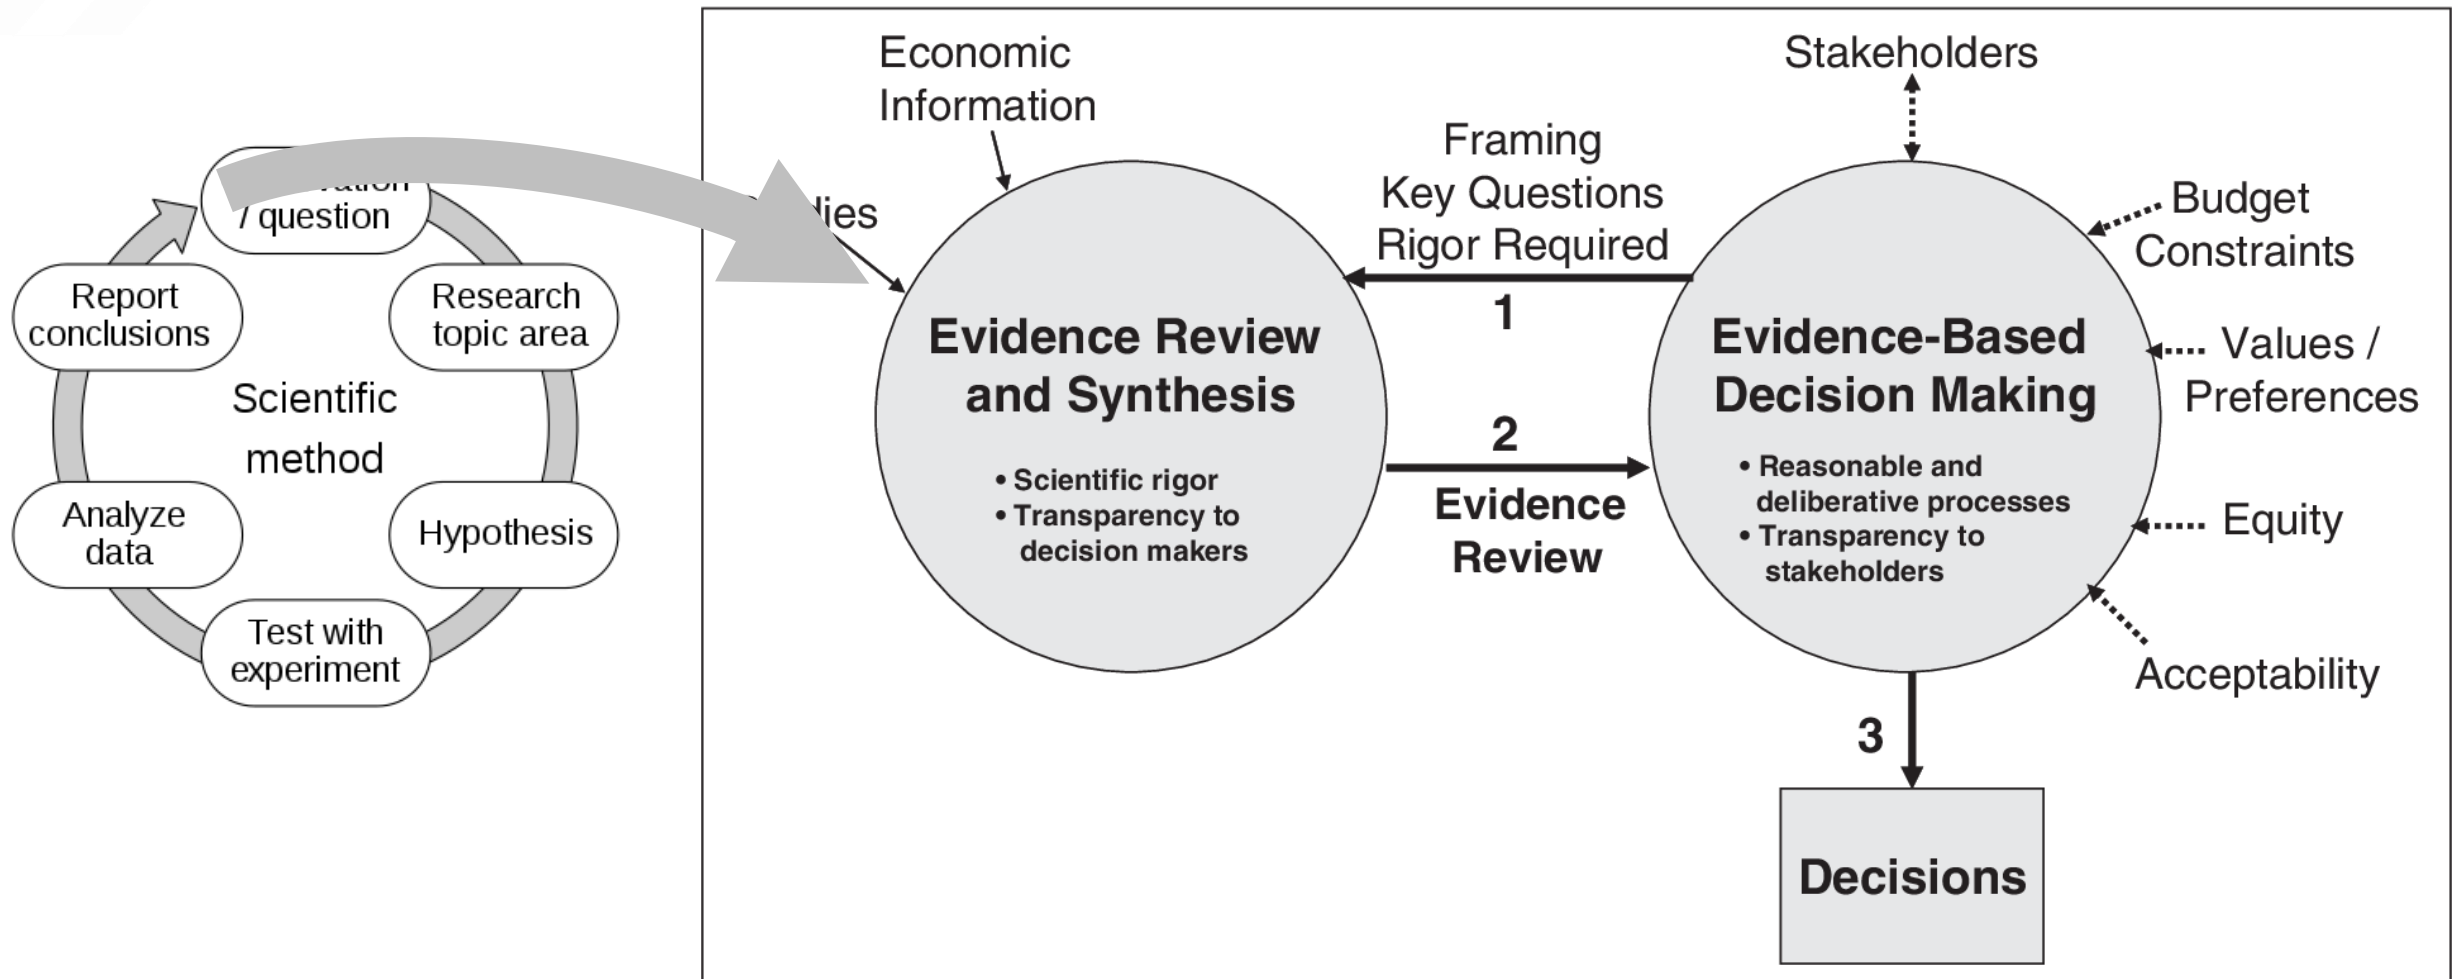 / question
Report
conclusions
Research
topic area
Scientific
method
Analyze
data
Hypothesis
Test with
experiment
Economic
Information
Evidence Review
and Synthesis
• Scientific rigor
• Transparency to
decision makers
Framing
Key Questions
Rigor Required
1
2
Evidence
Review
Stakeholders
Budget
Constraints
Values /
Preferences
Equity
Acceptability
Evidence-Based
Decision Making
• Reasonable and
deliberative processes
• Transparency to
stakeholders
3
Decisions